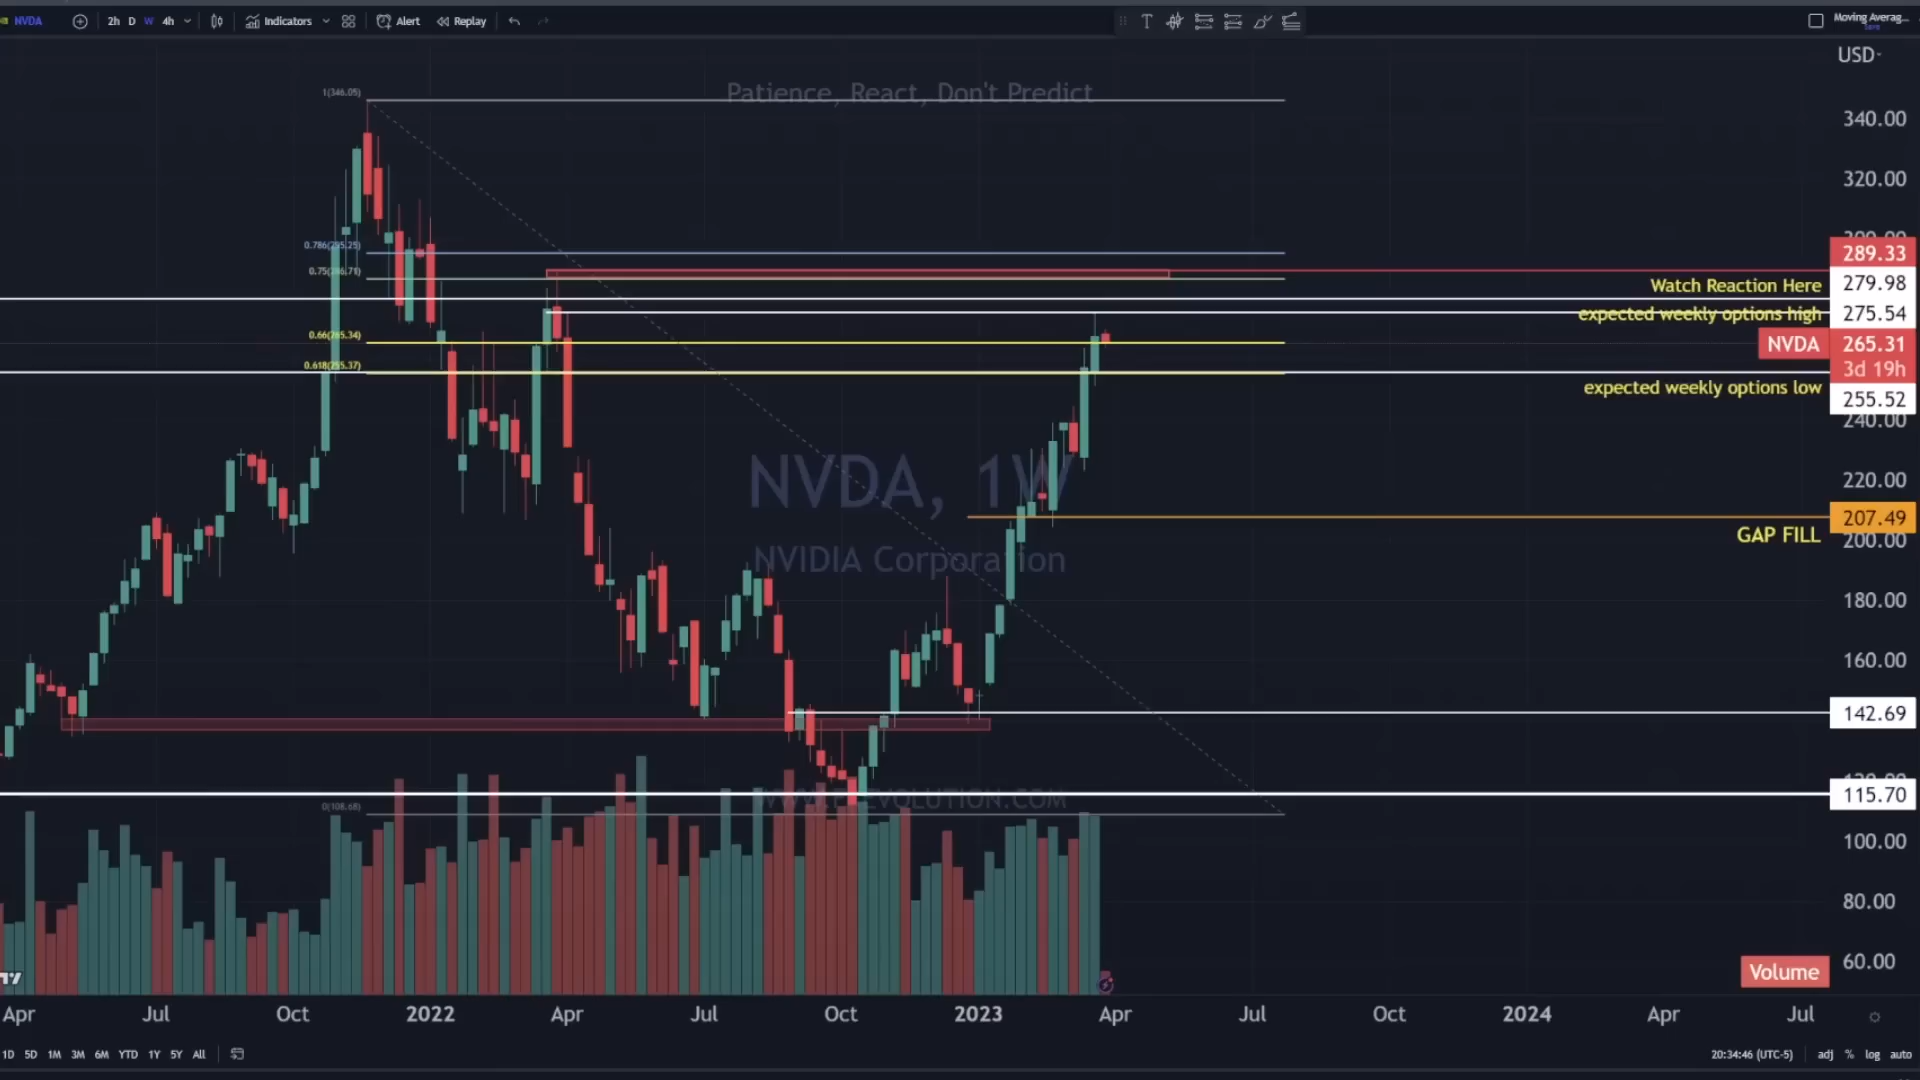 NVDA 2h D W 4h Indicators Alert Replay T Moving Averag...
Save
USD
Patience, React, Don't Predict
1(346.05)
340.00
320.00
0.786(295.25)
289.33
0.75(286.71)
Watch Reaction Here 279.98
expected weekly options high 275.54
0.66(265.34)
NVDA 265.31
3d 19h
0.618(255.37)
expected weekly options low
255.52
240.00
NVDA, 1W
220.00
207.49
GAP FILL
200.00
NVIDIA Corporation
180.00
160.00
142.69
115.70
0(108.68)
100.00
80.00
60.00
Volume
Apr Jul Oct 2022 Apr Jul Oct 2023 Apr Jul Oct 2024 Apr Jul
1D 5D 1M 3M 6M YTD 1Y 5Y All 20:34:46 (UTC-5) adj % log auto